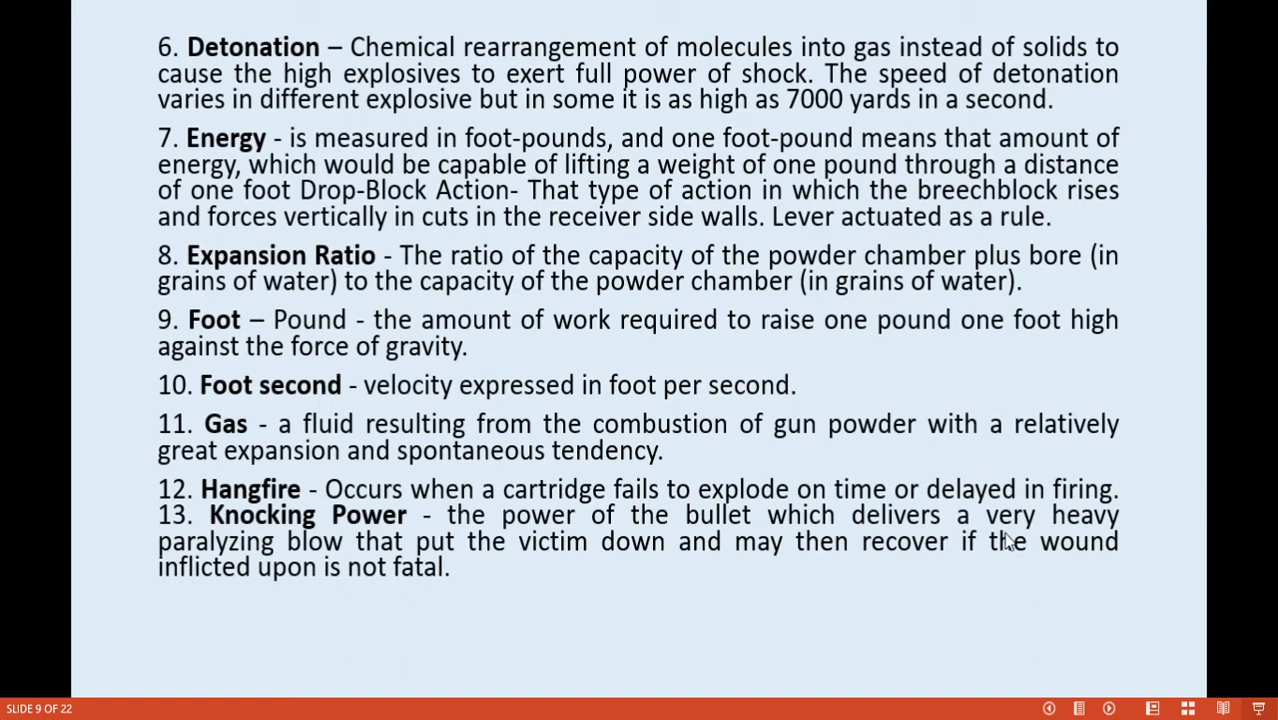 6. Detonation – Chemical rearrangement of molecules into gas instead of solids to
cause the high explosives to exert full power of shock. The speed of detonation
varies in different explosive but in some it is as high as 7000 yards in a second.
7. Energy - is measured in foot-pounds, and one foot-pound means that amount of
energy, which would be capable of lifting a weight of one pound through a distance
of one foot Drop-Block Action- That type of action in which the breechblock rises
and forces vertically in cuts in the receiver side walls. Lever actuated as a rule.
8. Expansion Ratio - The ratio of the capacity of the powder chamber plus bore (in
grains of water) to the capacity of the powder chamber (in grains of water).
9. Foot – Pound - the amount of work required to raise one pound one foot high
against the force of gravity.
10. Foot second - velocity expressed in foot per second.
11. Gas - a fluid resulting from the combustion of gun powder with a relatively
great expansion and spontaneous tendency.
12. Hangfire - Occurs when a cartridge fails to explode on time or delayed in firing.
13. Knocking Power - the power of the bullet which delivers a very heavy
paralyzing blow that put the victim down and may then recover if the wound
inflicted upon is not fatal.
SLIDE 9 OF 22